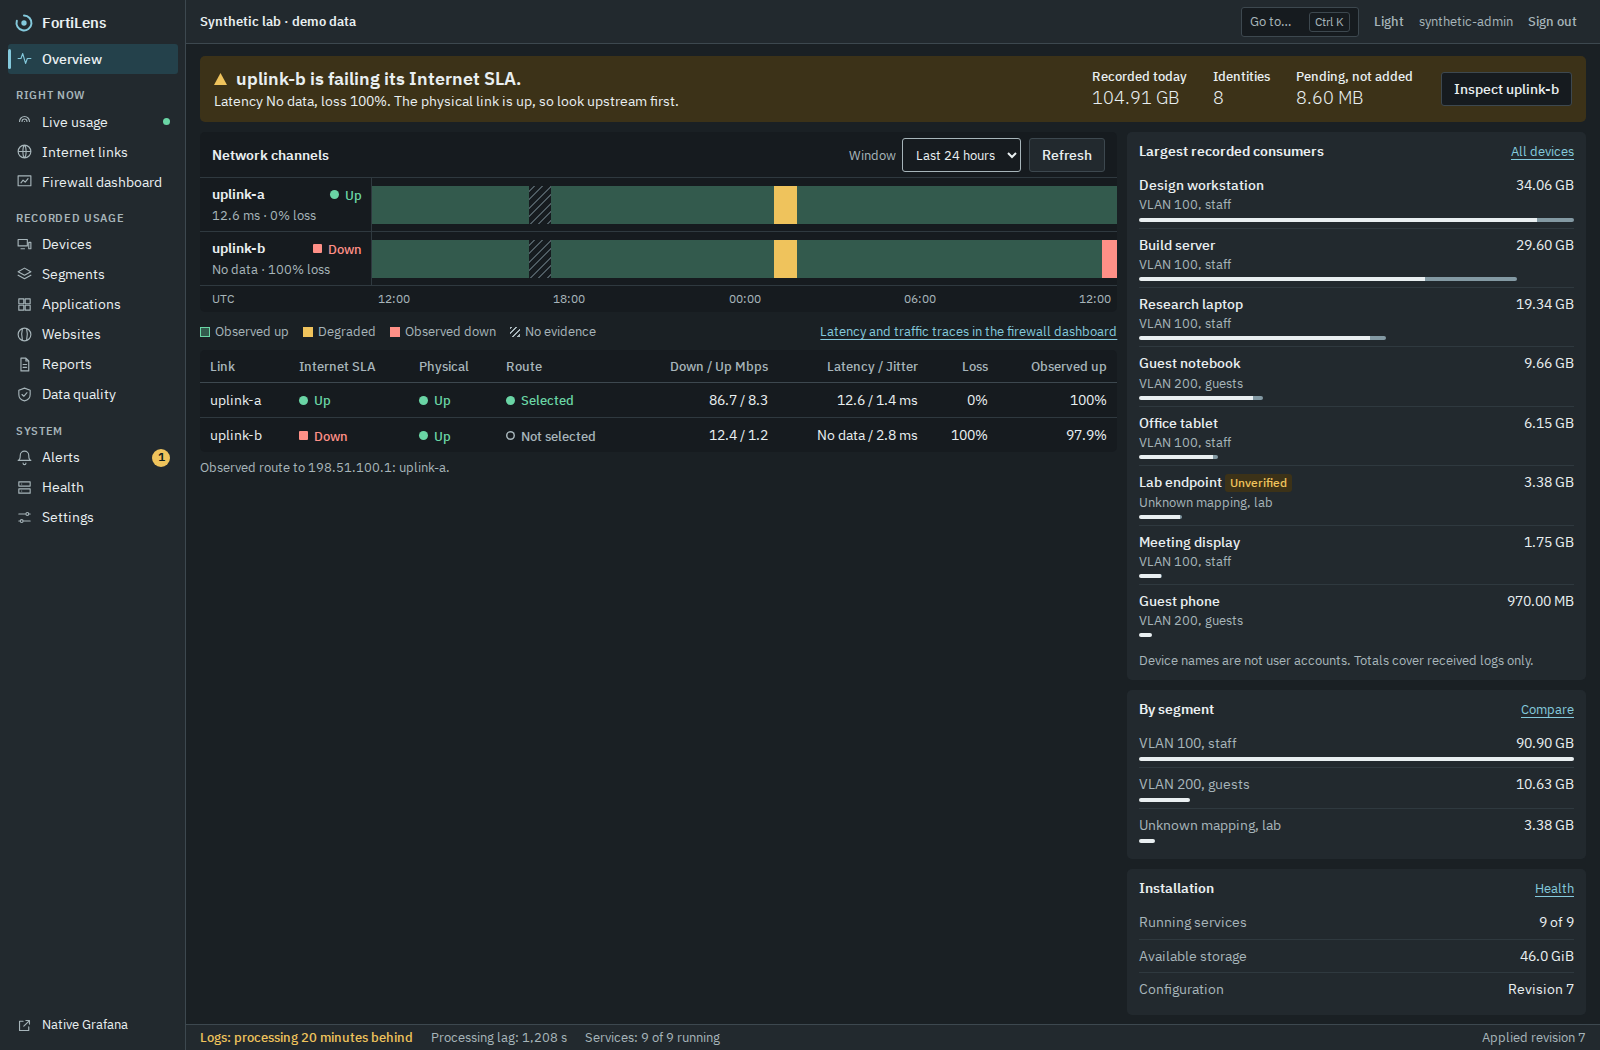 FortiLens
Overview
RIGHT NOW
Live usage
Internet links
Firewall dashboard
RECORDED USAGE
Devices
Segments
Applications
Websites
Reports
Data quality
SYSTEM
Alerts 1
Health
Settings
Native Grafana
Synthetic lab · demo data
Go to... Ctrl K Light synthetic-admin Sign out
uplink-b is failing its Internet SLA.
Latency No data, loss 100%. The physical link is up, so look upstream first.
Recorded today Identities Pending, not added
104.91 GB 8 8.60 MB
Inspect uplink-b
Network channels Window Last 24 hours Refresh
uplink-a Up
12.6 ms · 0% loss
uplink-b Down
No data · 100% loss
UTC 12:00 18:00 00:00 06:00 12:00
Observed up Degraded Observed down No evidence Latency and traffic traces in the firewall dashboard
Link Internet SLA Physical Route Down / Up Mbps Latency / Jitter Loss Observed up
uplink-a Up Up Selected 86.7 / 8.3 12.6 / 1.4 ms 0% 100%
uplink-b Down Up Not selected 12.4 / 1.2 No data / 2.8 ms 100% 97.9%
Observed route to 198.51.100.1: uplink-a.
Largest recorded consumers All devices
Design workstation 34.06 GB
VLAN 100, staff
Build server 29.60 GB
VLAN 100, staff
Research laptop 19.34 GB
VLAN 100, staff
Guest notebook 9.66 GB
VLAN 200, guests
Office tablet 6.15 GB
VLAN 100, staff
Lab endpoint Unverified 3.38 GB
Unknown mapping, lab
Meeting display 1.75 GB
VLAN 100, staff
Guest phone 970.00 MB
VLAN 200, guests
Device names are not user accounts. Totals cover received logs only.
By segment Compare
VLAN 100, staff 90.90 GB
VLAN 200, guests 10.63 GB
Unknown mapping, lab 3.38 GB
Installation Health
Running services 9 of 9
Available storage 46.0 GiB
Configuration Revision 7
Logs: processing 20 minutes behind Processing lag: 1,208 s Services: 9 of 9 running Applied revision 7